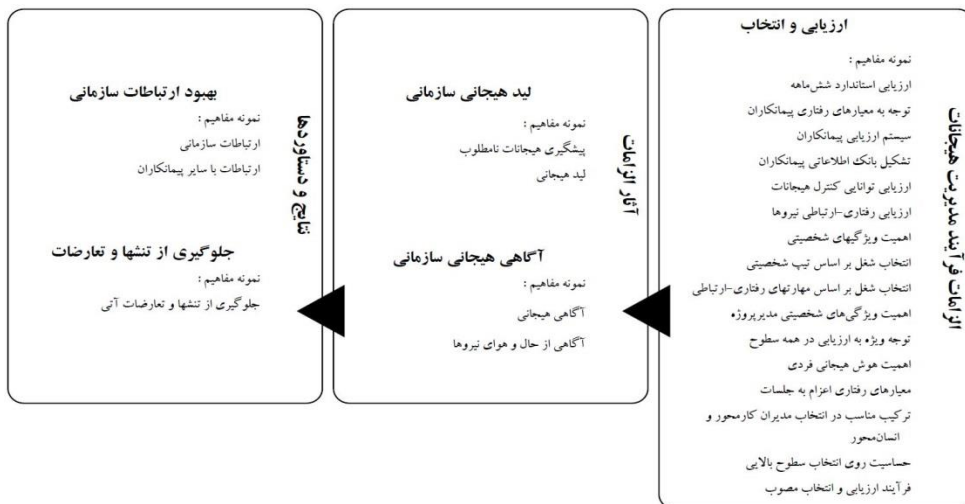 الزامات فرآیند مدیریت هیجانات
ارزیابی و انتخاب
نمونه مفاهیم :
ارزیابی استاندارد شش‌ماهه
توجه به معیارهای رفتاری پیمانکاران
سیستم ارزیابی پیمانکاران
تشکیل بانک اطلاعاتی پیمانکاران
ارزیابی توانایی کنترل هیجانات
ارزیابی رفتاری-ارتباطی نیروها
اهمیت ویژگیهای شخصیتی
انتخاب شغل بر اساس تیپ شخصیتی
انتخاب شغل بر اساس مهارتهای رفتاری-ارتباطی
اهمیت ویژگی‌های شخصیتی مدیرپروژه
توجه ویژه به ارزیابی در همه سطوح
اهمیت هوش هیجانی فردی
معیارهای رفتاری اعزام به جلسات
ترکیب مناسب در انتخاب مدیران کارمحور و
انسان‌محور
حساسیت روی انتخاب سطوح بالایی
فرآیند ارزیابی و انتخاب مصوب
آثار الزامات
لید هیجانی سازمانی
نمونه مفاهیم :
پیشگیری هیجانات نامطلوب
لید هیجانی
آگاهی هیجانی سازمانی
نمونه مفاهیم :
آگاهی هیجانی
آگاهی از حال و هوای نیروها
نتایج و دستاوردها
بهبود ارتباطات سازمانی
نمونه مفاهیم :
ارتباطات سازمانی
ارتباطات با سایر پیمانکاران
جلوگیری از تنشها و تعارضات
نمونه مفاهیم :
جلوگیری از تنشها و تعارضات آتی